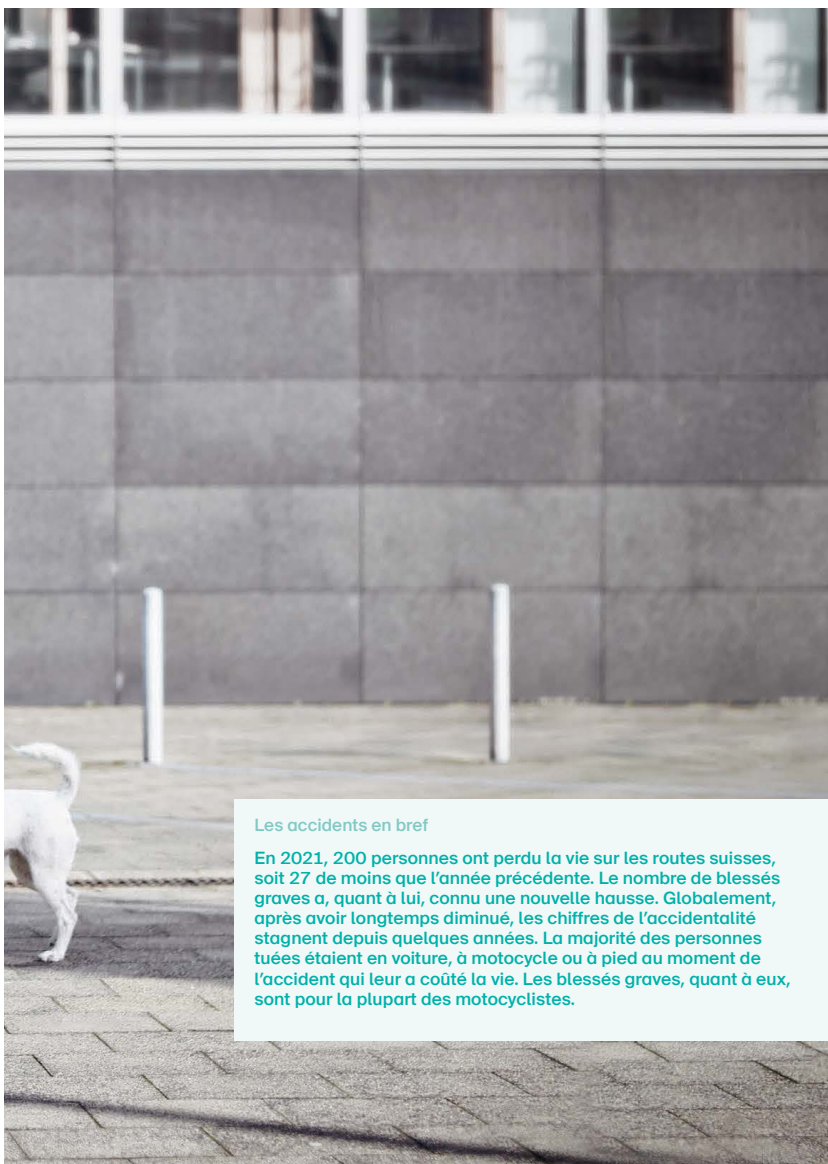 Les accidents en bref
En 2021, 200 personnes ont perdu la vie sur les routes suisses,
soit 27 de moins que l’année précédente. Le nombre de blessés
graves a, quant à lui, connu une nouvelle hausse. Globalement,
après avoir longtemps diminué, les chiffres de l’accidentalité
stagnent depuis quelques années. La majorité des personnes
tuées étaient en voiture, à motocycle ou à pied au moment de
l’accident qui leur a coûté la vie. Les blessés graves, quant à eux,
sont pour la plupart des motocyclistes.